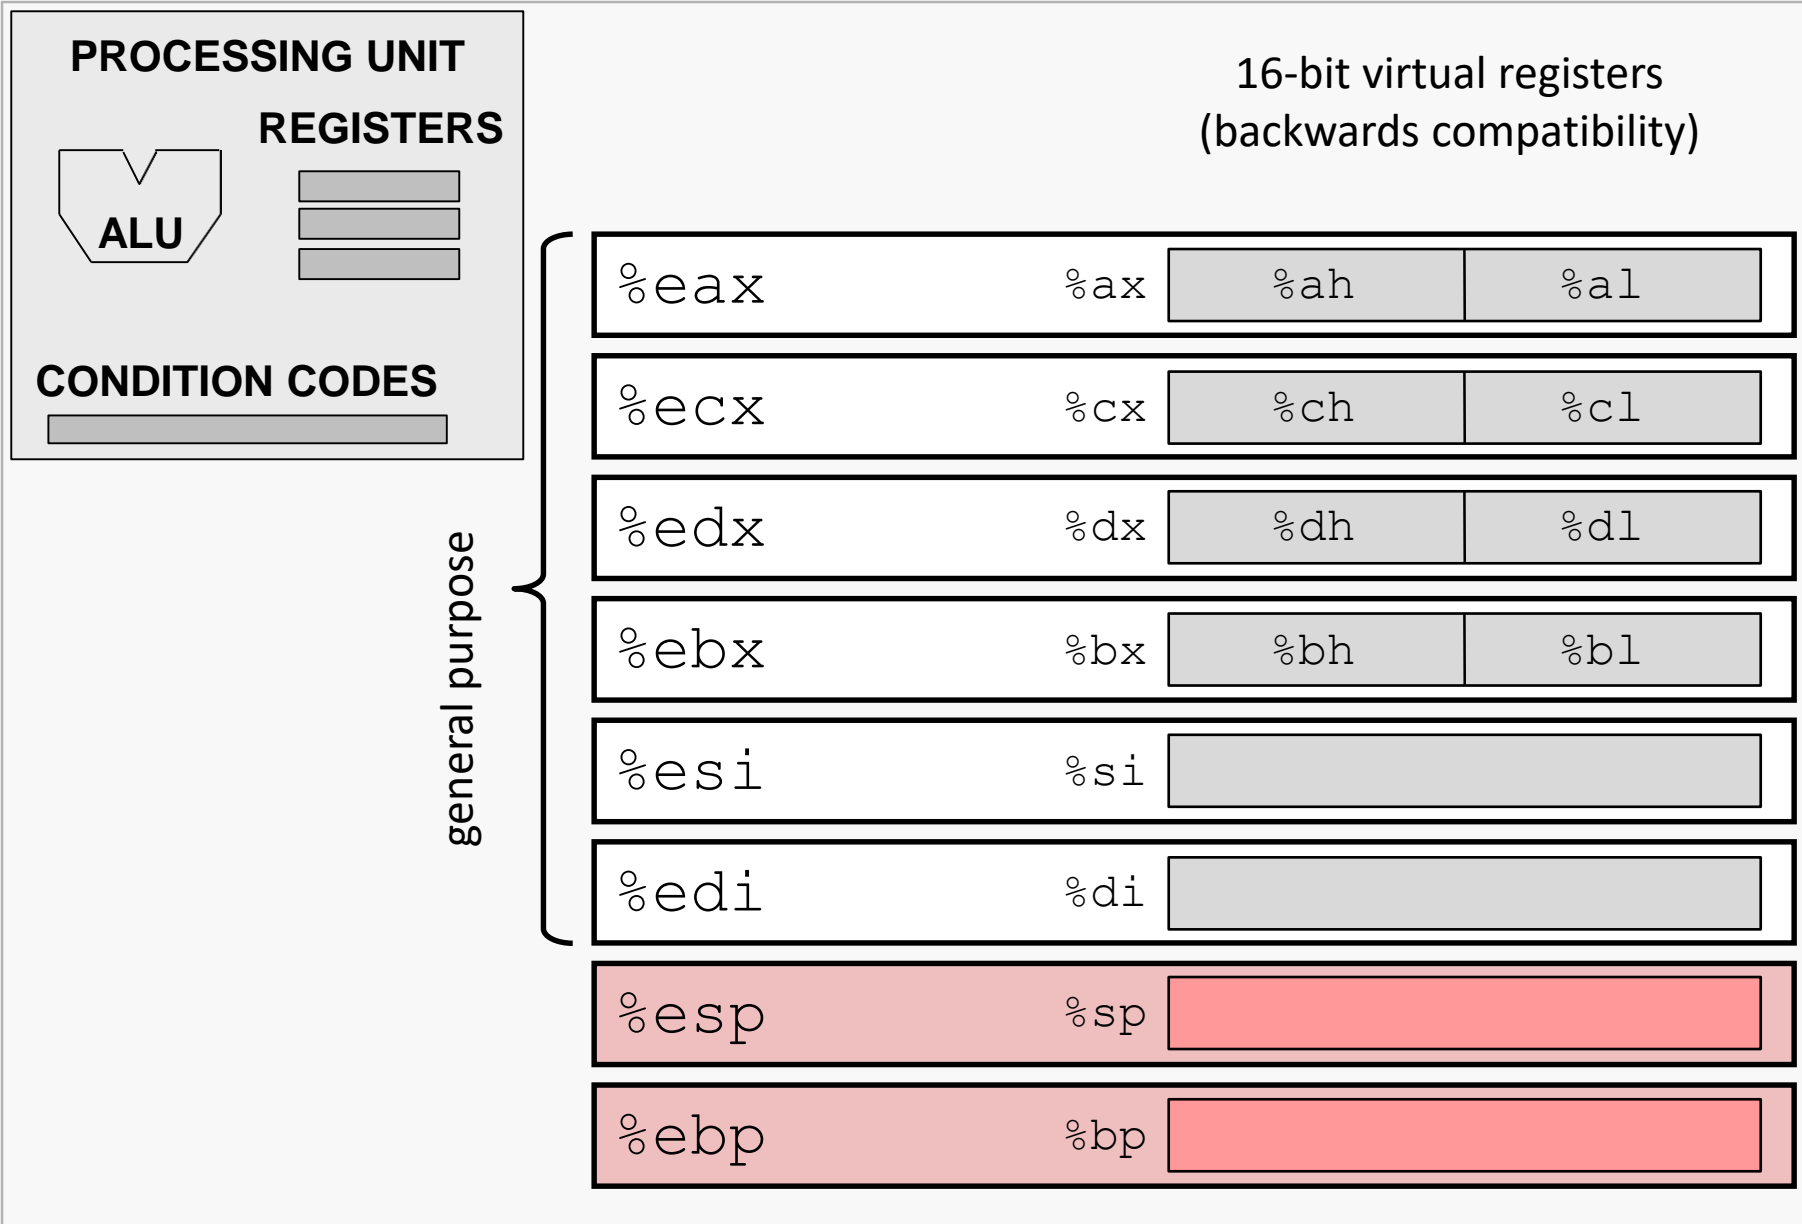 PROCESSING UNIT
REGISTERS
ALU
CONDITION CODES
16-bit virtual registers
(backwards compatibility)
general purpose
%eax %ax %ah %al
%ecx %cx %ch %cl
%edx %dx %dh %dl
%ebx %bx %bh %bl
%esi %si
%edi %di
%esp %sp
%ebp %bp